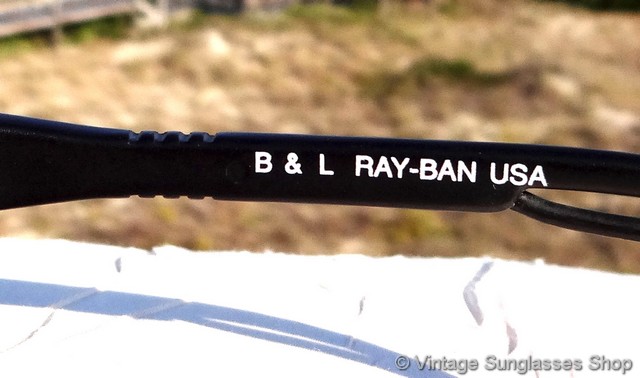 B & L RAY-BAN USA
© Vintage Sunglasses Shop